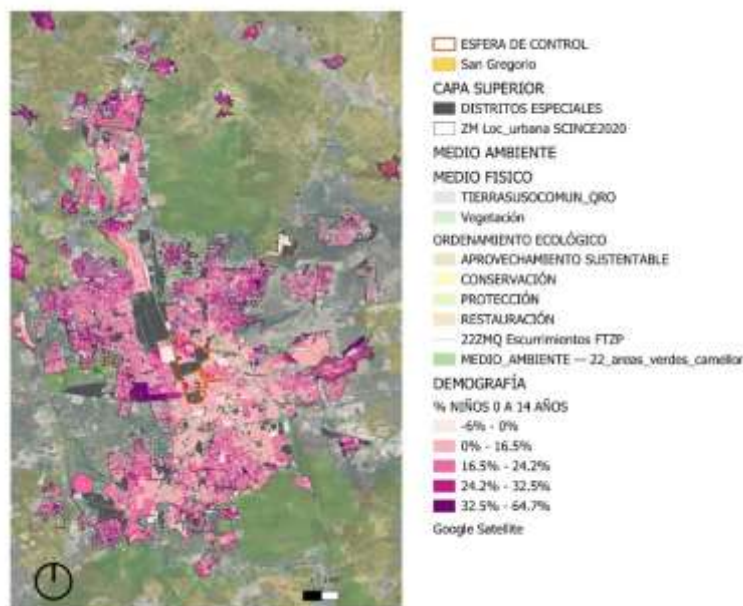 ESFERA DE CONTROL
San Gregorio
CAPA SUPERIOR
DISTRITOS ESPECIALES
ZM Loc_urbana SCINCE2020
MEDIO AMBIENTE
MEDIO FISICO
TIERRASUSOCOMUN_QRO
Vegetación
ORDENAMIENTO ECOLÓGICO
APROVECHAMIENTO SUSTENTABLE
CONSERVACIÓN
PROTECCIÓN
RESTAURACIÓN
22ZMQ Escurrimientos FTZP
MEDIO_AMBIENTE — 22_areas_verdes_camellor
DEMOGRAFÍA
% NIÑOS 0 A 14 AÑOS
-6% - 0%
0% - 16.5%
16.5% - 24.2%
24.2% - 32.5%
32.5% - 64.7%
Google Satellite